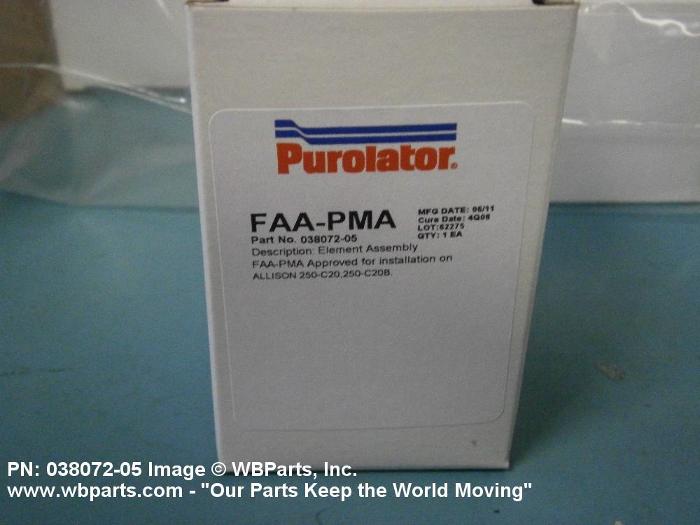 Purolator®
FAA-PMA
Part No. 038072-05
Description: Element Assembly
FAA-PMA Approved for installation on
ALLISON 250-C20,250-C20B.
MFG DATE: 06/11
Cure Date: 4Q08
LOT:62275
QTY: 1 EA
PN: 038072-05 Image © WBParts, Inc.
www.wbparts.com - "Our Parts Keep the World Moving"